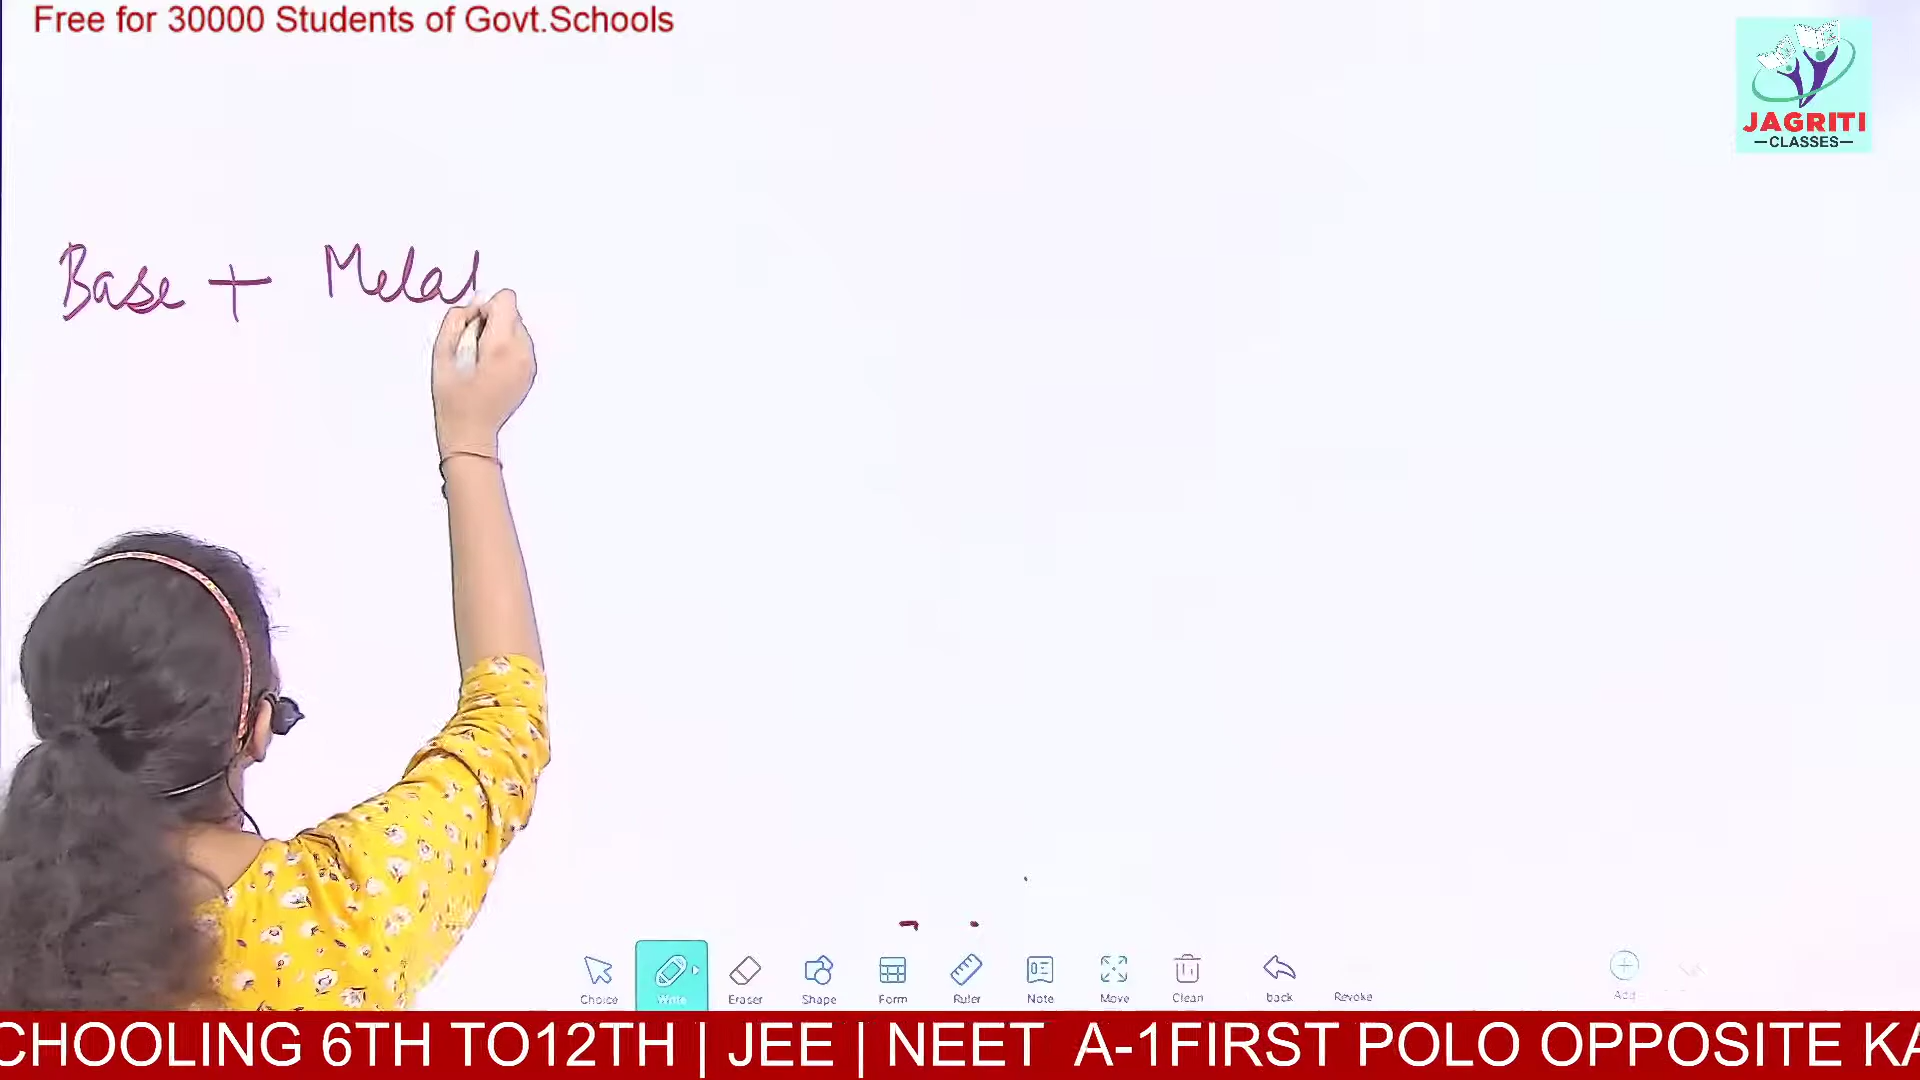 Free for 30000 Students of Govt.Schools
JAGRITI
CLASSES
Base + Metal
Choice
Write
Eraser
Shape
Form
Ruler
Note
Move
Clean
back
Revoke
Add
CHOOLING 6TH TO12TH | JEE | NEET A-1FIRST POLO OPPOSITE KA